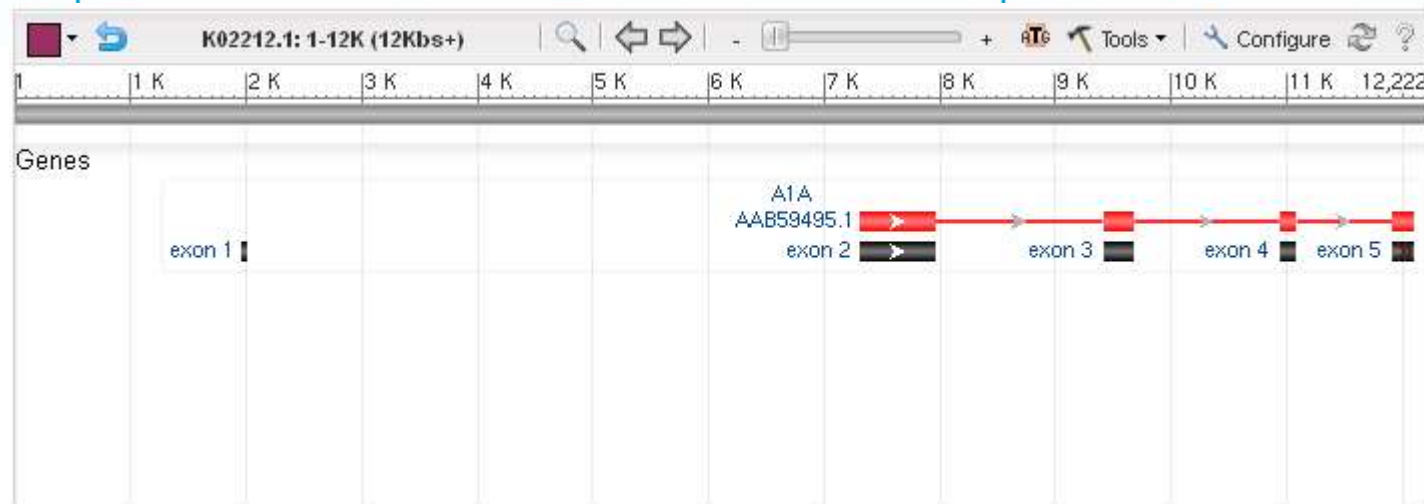 K02212.1: 1-12K (12Kbs+) - + ATG Tools Configure ?
1 1 K 2 K 3 K 4 K 5 K 6 K 7 K 8 K 9 K 10 K 11 K 12,222
Genes
A1A
AAB59495.1
exon 1 exon 2 exon 3 exon 4 exon 5